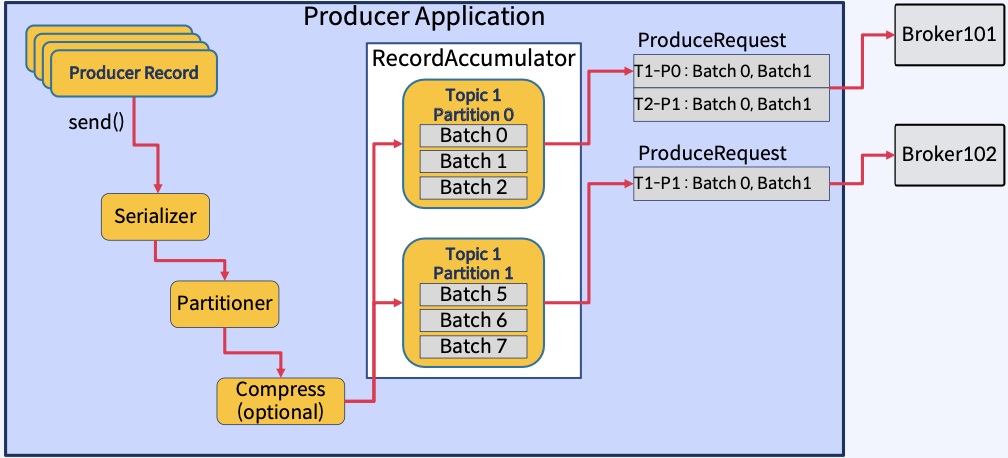 Producer Application
Producer Record
send()
Serializer
Partitioner
Compress
(optional)
RecordAccumulator
Topic 1
Partition 0
Batch 0
Batch 1
Batch 2
Topic 1
Partition 1
Batch 5
Batch 6
Batch 7
ProduceRequest
T1-P0 : Batch 0, Batch1
T2-P1 : Batch 0, Batch1
ProduceRequest
T1-P1 : Batch 0, Batch1
Broker101
Broker102